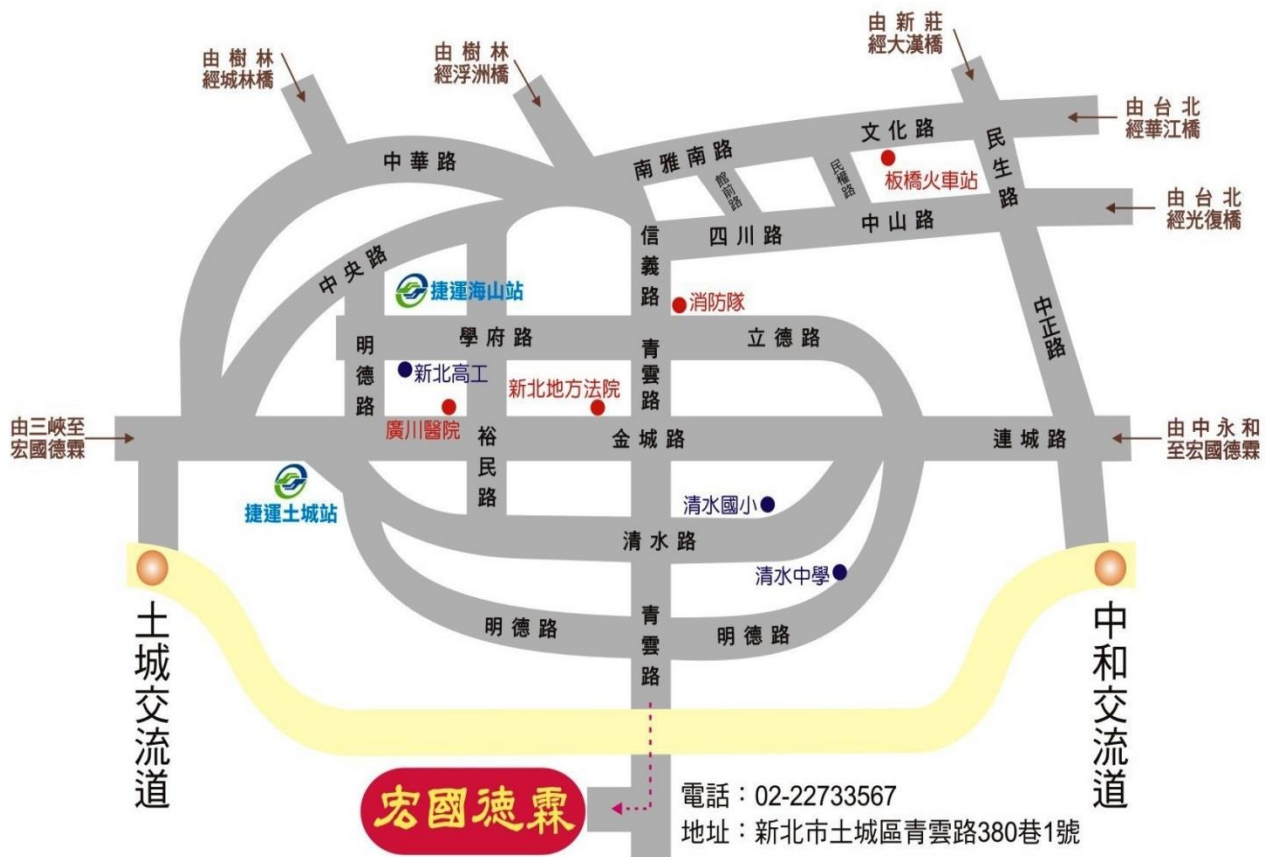 由新莊
經大漢橋
由樹林
經城林橋
由樹林
經浮洲橋
由台北
經華江橋
文化路
民生路
中華路
南雅南路
館前路
民權路
板橋火車站
由台北
經光復橋
中山路
四川路
信義路
中央路
捷運海山站
消防隊
中正路
學府路
立德路
明德路
青雲路
新北高工
新北地方法院
廣川醫院
由三峽至
宏國德霖
裕民路
金城路
連城路
由中永和
至宏國德霖
捷運土城站
清水國小
清水路
清水中學
明德路
青雲路
明德路
土城交流道
中和交流道
宏國德霖
電話：02-22733567
地址：新北市土城區青雲路380巷1號